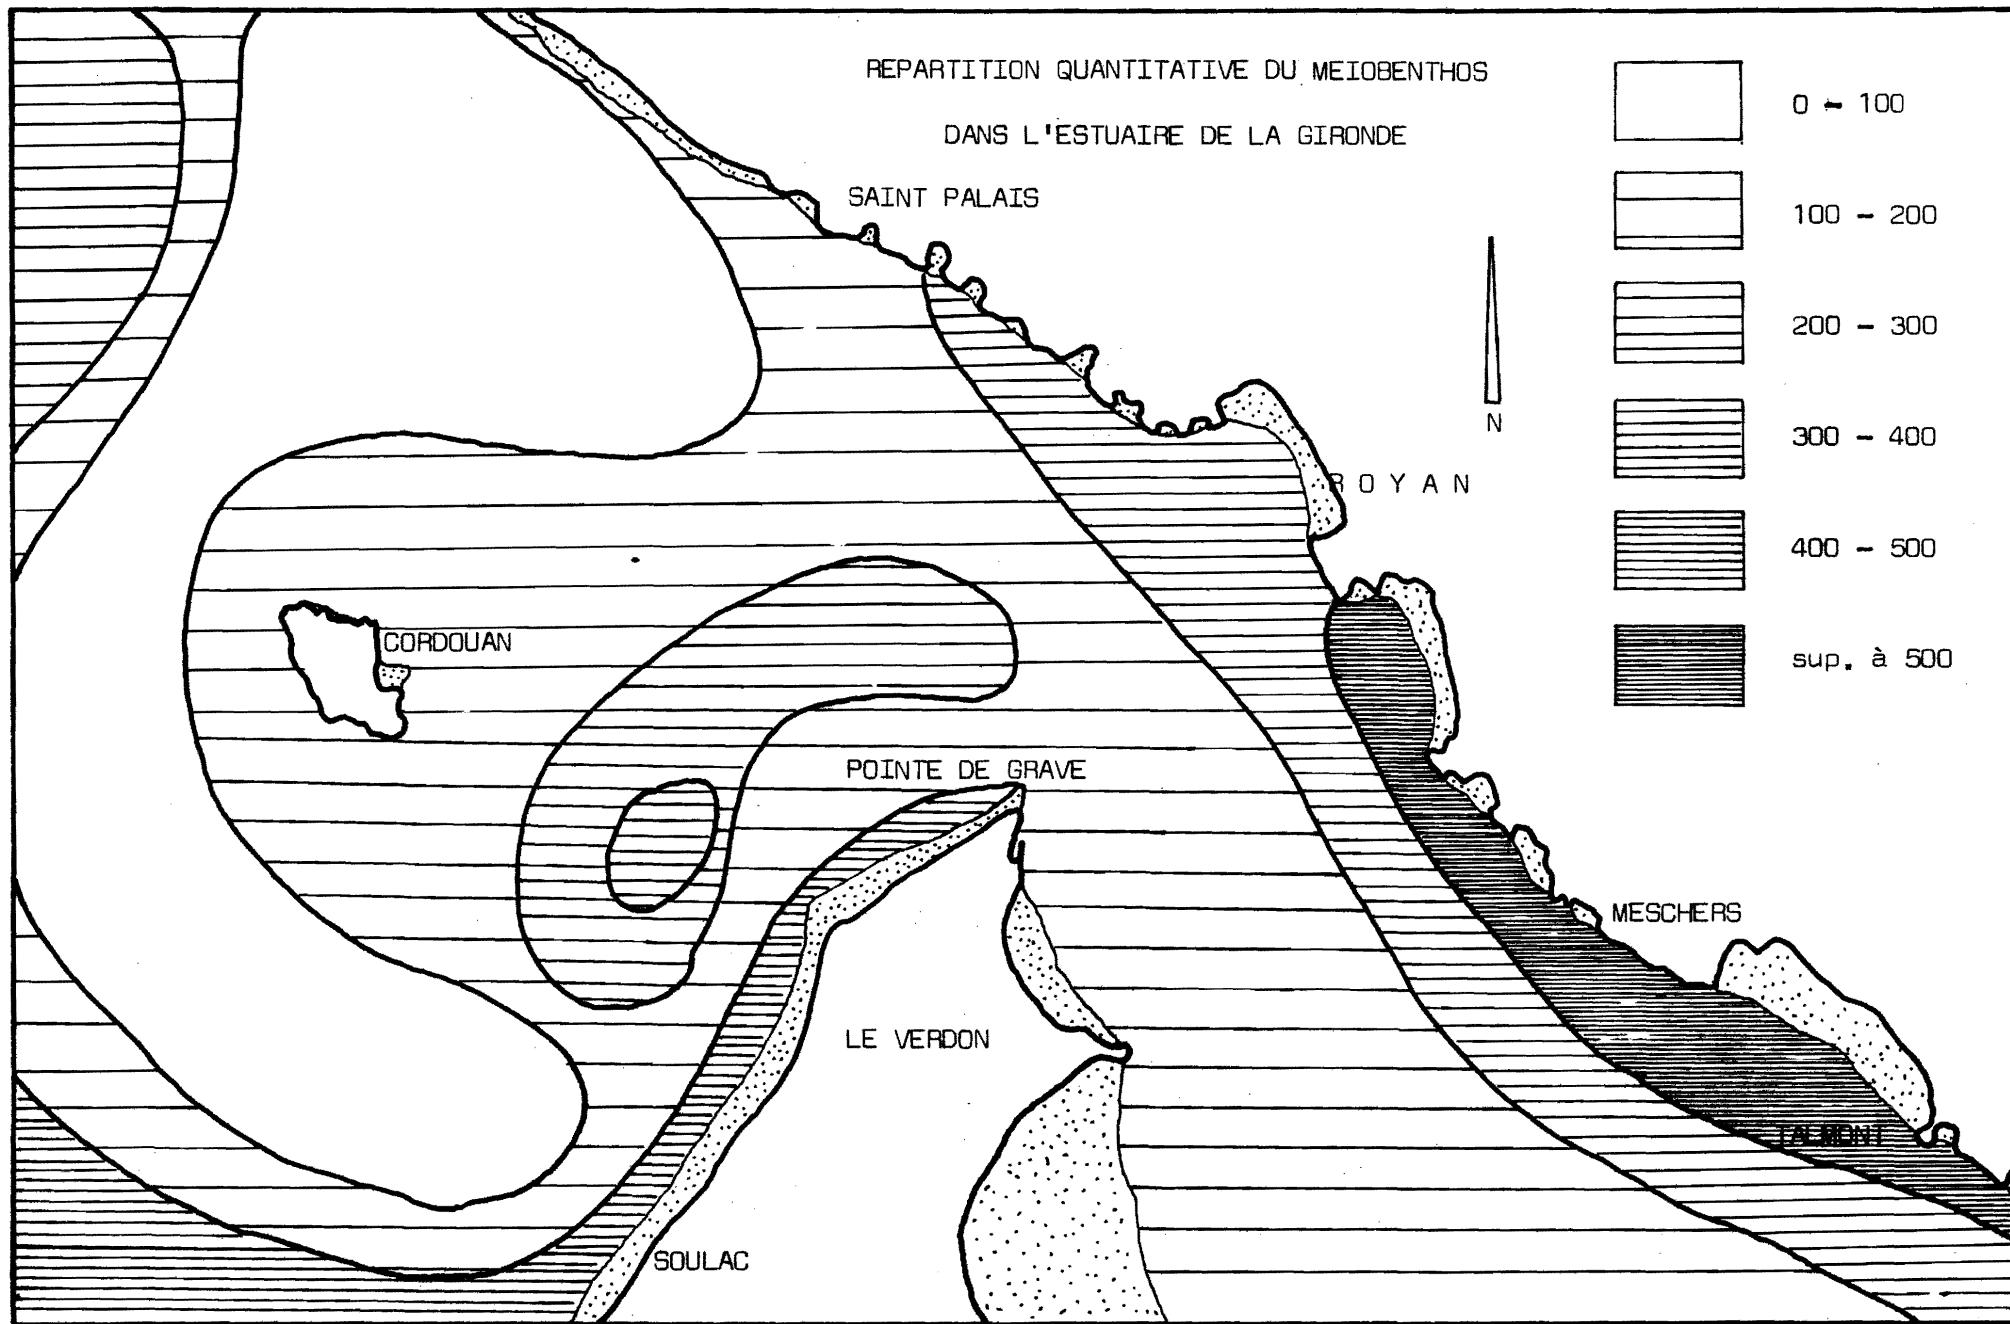 REPARTITION QUANTITATIVE DU MEIOBENTHOS
DANS L'ESTUAIRE DE LA GIRONDE
0 - 100
100 - 200
200 - 300
300 - 400
400 - 500
sup. à 500
N
SAINT PALAIS
ROYAN
CORDOUAN
POINTE DE GRAVE
MESCHERS
LE VERDON
TALMONT
SOULAC